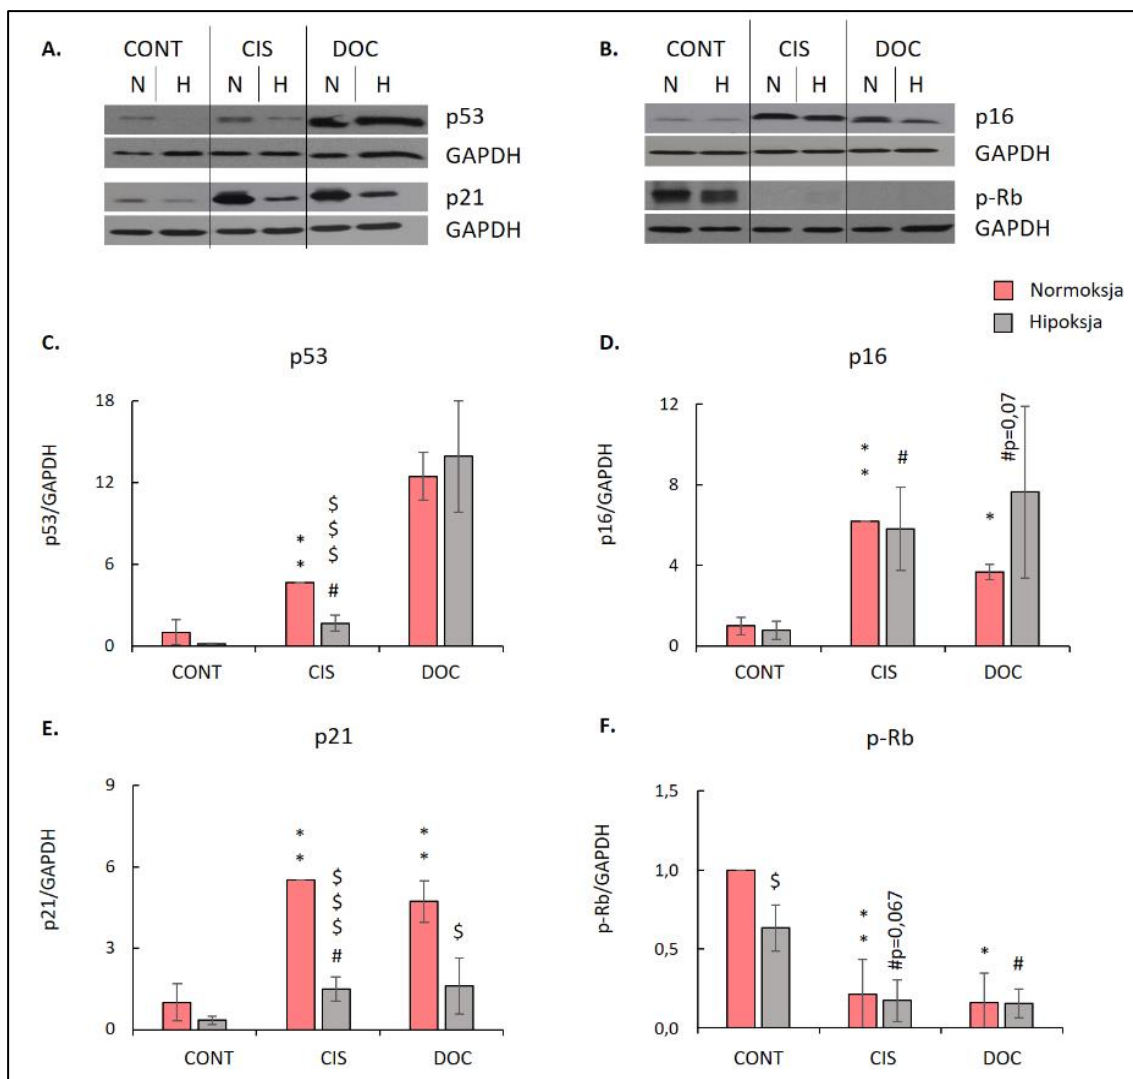 A. CONT CIS DOC
N H N H N H
p53
GAPDH
p21
GAPDH
B. CONT CIS DOC
N H N H N H
p16
GAPDH
p-Rb
GAPDH
Normoksja
Hipoksja
C.
p53
p53/GAPDH
18
12
6
0
* *
$ $ $
#
CONT CIS DOC
D.
p16
p16/GAPDH
12
8
4
0
* *
#
*
#p=0,07
CONT CIS DOC
E.
p21
p21/GAPDH
9
6
3
0
* *
$ $ $
#
* *
$
CONT CIS DOC
F.
p-Rb
p-Rb/GAPDH
1,5
1,0
0,5
0,0
$
* *
#p=0,067
*
#
CONT CIS DOC